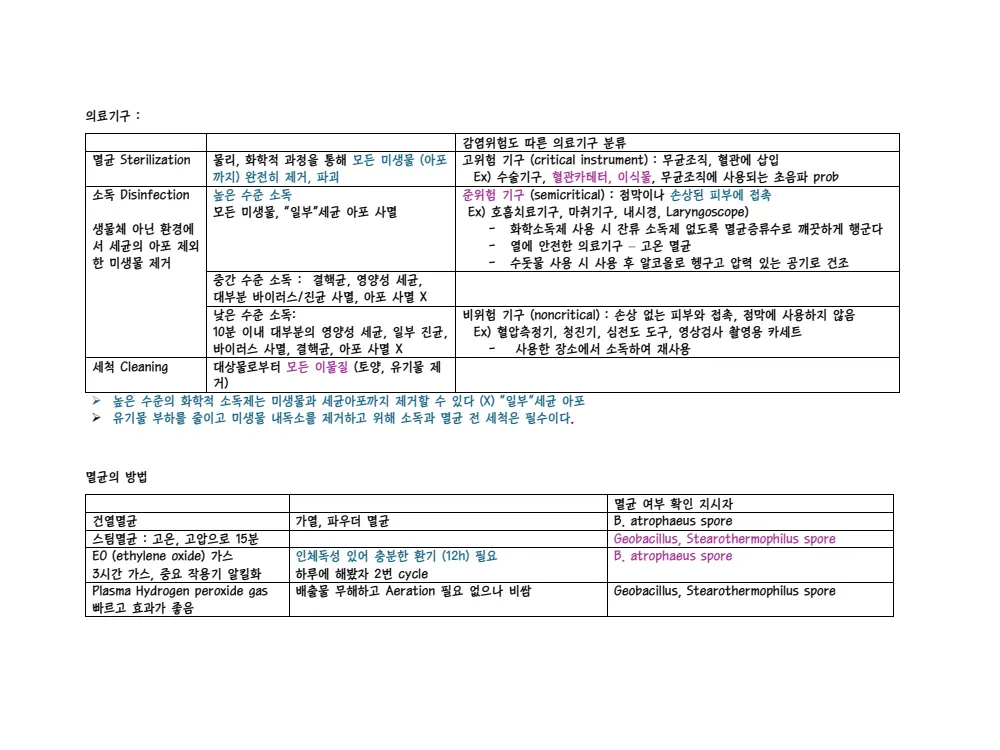 의료기구 :
감염위험도 따른 의료기구 분류
멸균 Sterilization
물리, 화학적 과정을 통해 모든 미생물 (아포
까지) 완전히 제거, 파괴
고위험 기구 (critical instrument) : 무균조직, 혈관에 삽입
Ex) 수술기구, 혈관카테터, 이식물, 무균조직에 사용되는 초음파 prob
소독 Disinfection
생물체 아닌 환경에
서 세균의 아포 제외
한 미생물 제거
높은 수준 소독
모든 미생물, “일부”세균 아포 사멸
준위험 기구 (semicritical) : 점막이나 손상된 피부에 접촉
Ex) 호흡치료기구, 마취기구, 내시경, Laryngoscope)
- 화학소독제 사용 시 잔류 소독제 없도록 멸균증류수로 꺠끗하게 헹군다
- 열에 안전한 의료기구 – 고온 멸균
- 수돗물 사용 시 사용 후 알코올로 헹구고 압력 있는 공기로 건조
중간 수준 소독 : 결핵균, 영양성 세균,
대부분 바이러스/진균 사멸, 아포 사멸 X
낮은 수준 소독:
10분 이내 대부분의 영양성 세균, 일부 진균,
바이러스 사멸, 결핵균, 아포 사멸 X
비위험 기구 (noncritical) : 손상 없는 피부와 접촉, 점막에 사용하지 않음
Ex) 혈압측정기, 청진기, 심전도 도구, 영상검사 촬영용 카세트
- 사용한 장소에서 소독하여 재사용
세척 Cleaning
대상물로부터 모든 이물질 (토양, 유기물 제
거)
➢ 높은 수준의 화학적 소독제는 미생물과 세균아포까지 제거할 수 있다 (X) “일부”세균 아포
➢ 유기물 부하를 줄이고 미생물 내독소를 제거하고 위해 소독과 멸균 전 세척은 필수이다.
멸균의 방법
멸균 여부 확인 지시자
건열멸균
가열, 파우더 멸균
B. atrophaeus spore
스팀멸균 : 고온, 고압으로 15분
Geobacillus, Stearothermophilus spore
EO (ethylene oxide) 가스
3시간 가스, 중요 작용기 알킬화
인체독성 있어 충분한 환기 (12h) 필요
하루에 해봤자 2번 cycle
B. atrophaeus spore
Plasma Hydrogen peroxide gas
빠르고 효과가 좋음
배출물 무해하고 Aeration 필요 없으나 비쌈
Geobacillus, Stearothermophilus spore